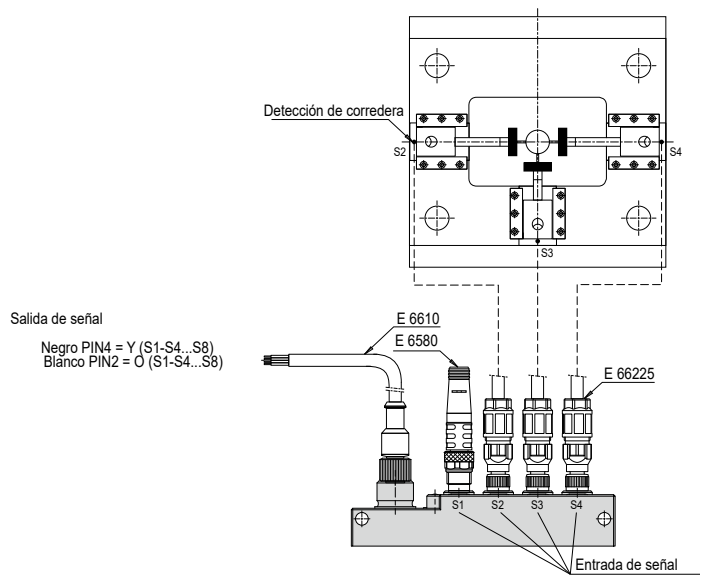 Detección de corredera
S2
S4
S3
Salida de señal
Negro PIN4 = Y (S1-S4...S8)
Blanco PIN2 = O (S1-S4...S8)
E 6610
E 6580
E 66225
S1
S2
S3
S4
Entrada de señal